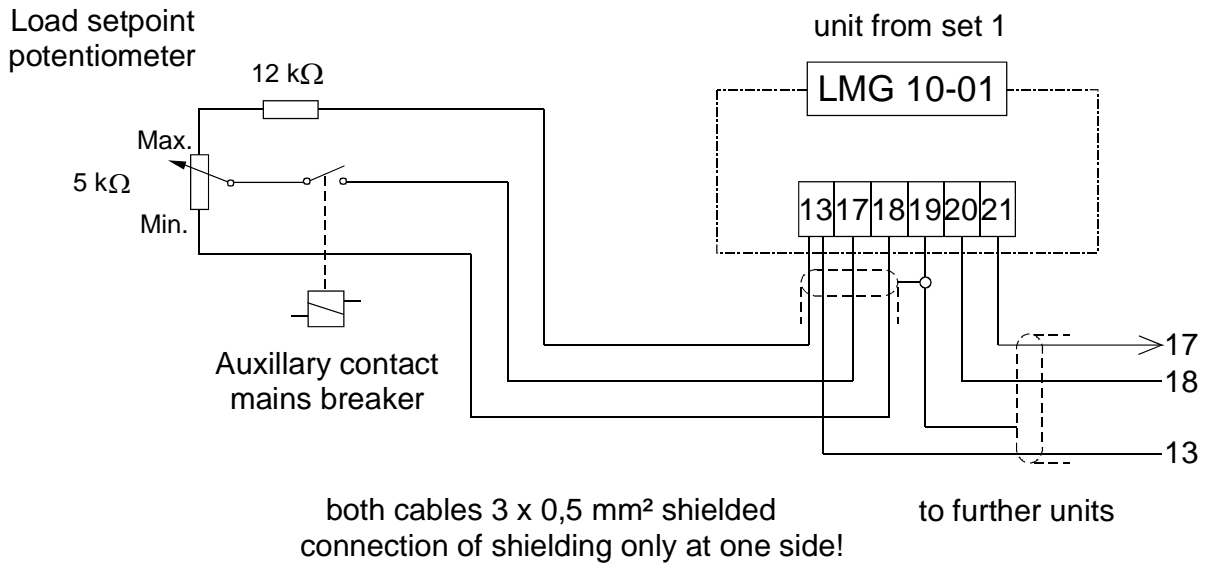 Load setpoint
potentiometer
unit from set 1
12 kΩ
LMG 10-01
Max.
5 kΩ
Min.
13 17 18 19 20 21
Auxillary contact
mains breaker
17
18
13
both cables 3 x 0,5 mm² shielded
connection of shielding only at one side!
to further units